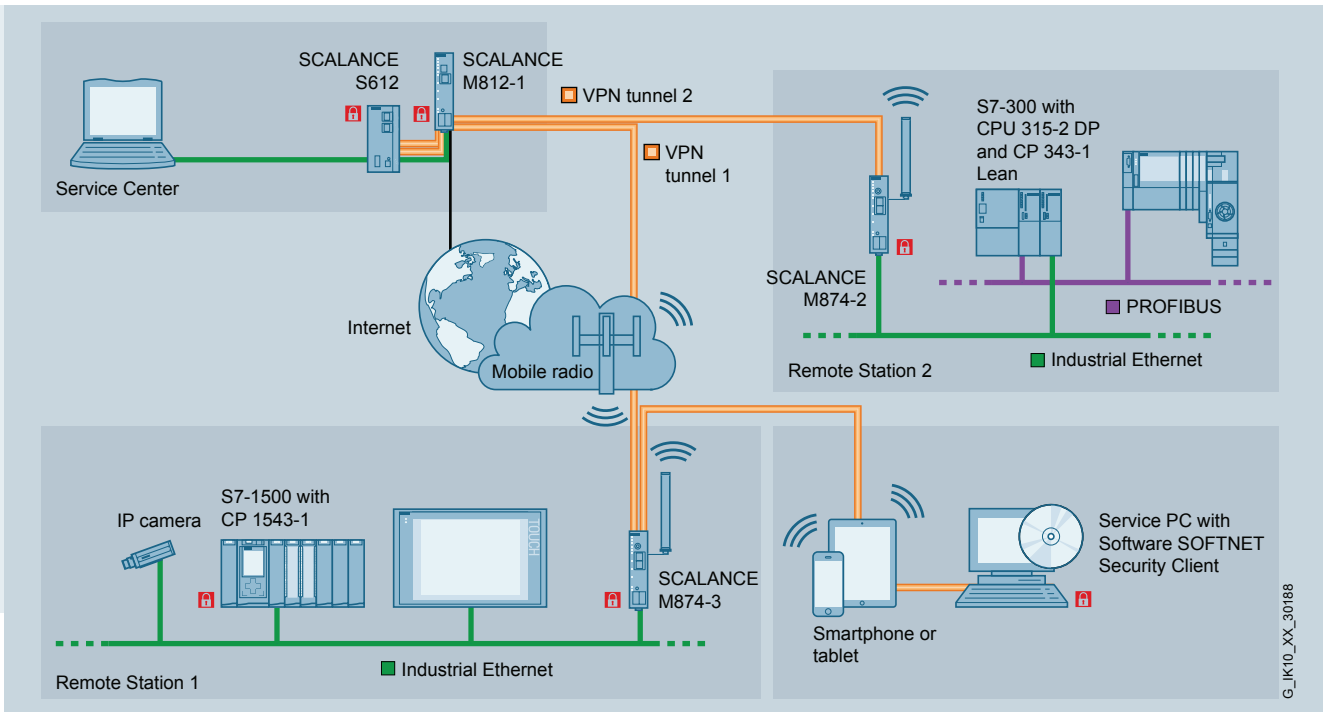 SCALANCE
S612
SCALANCE
M812-1
Service Center
VPN tunnel 2
VPN
tunnel 1
S7-300 with
CPU 315-2 DP
and CP 343-1
Lean
SCALANCE
M874-2
PROFIBUS
Industrial Ethernet
Remote Station 2
Internet
Mobile radio
IP camera
S7-1500 with
CP 1543-1
TOUCH
SCALANCE
M874-3
Industrial Ethernet
Remote Station 1
Smartphone or
tablet
Service PC with
Software SOFTNET
Security Client
G_IK10_XX_30188